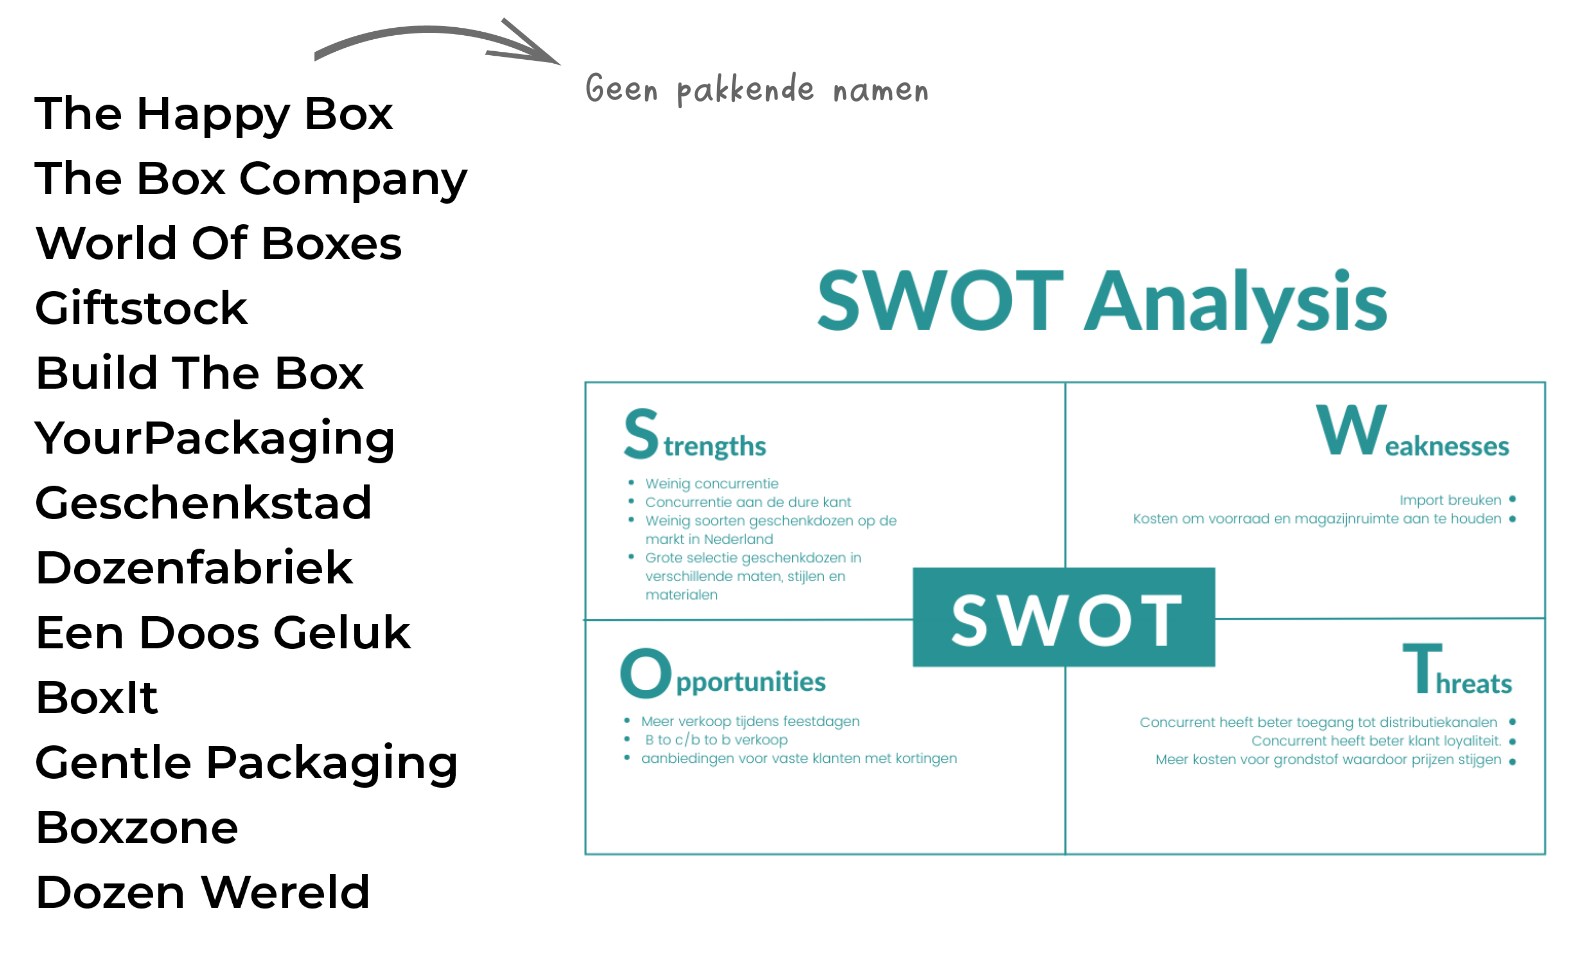 Geen pakkende namen
The Happy Box
The Box Company
World Of Boxes
Giftstock
Build The Box
YourPackaging
Geschenkstad
Dozenfabriek
Een Doos Geluk
BoxIt
Gentle Packaging
Boxzone
Dozen Wereld
SWOT Analysis
Strengths
• Weinig concurrentie
• Concurrentie aan de dure kant
• Weinig soorten geschenkdozen op de
markt in Nederland
• Grote selectie geschenkdozen in
verschillende maten, stijlen en
materialen
Weaknesses
Import breuken •
Kosten om voorraad en magazijnruimte aan te houden •
SWOT
Opportunities
• Meer verkoop tijdens feestdagen
• B to c/b to b verkoop
• aanbiedingen voor vaste klanten met kortingen
Threats
Concurrent heeft beter toegang tot distributiekanalen •
Concurrent heeft beter klant loyaliteit. •
Meer kosten voor grondstof waardoor prijzen stijgen •